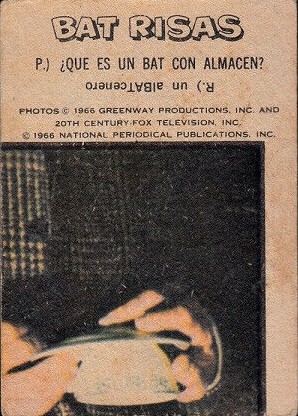 BAT RISAS
P.) ¿QUE ES UN BAT CON ALMACEN?
R.) un alBATcenero
PHOTOS © 1966 GREENWAY PRODUCTIONS, INC. AND
20TH CENTURY-FOX TELEVISION, INC.
© 1966 NATIONAL PERIODICAL PUBLICATIONS, INC.